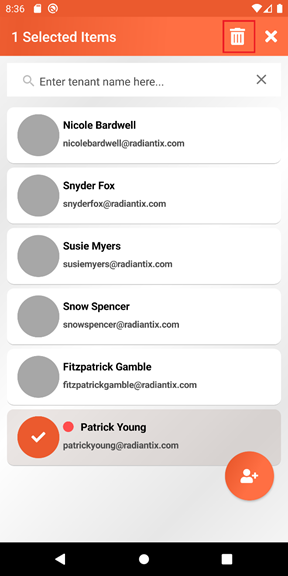 8:36
1 Selected Items
Enter tenant name here...
Nicole Bardwell
nicolebardwell@radiantix.com
Snyder Fox
snyderfox@radiantix.com
Susie Myers
susiemyers@radiantix.com
Snow Spencer
snowspencer@radiantix.com
Fitzpatrick Gamble
fitzpatrickgamble@radiantix.com
Patrick Young
patrickyoung@radiantix.com